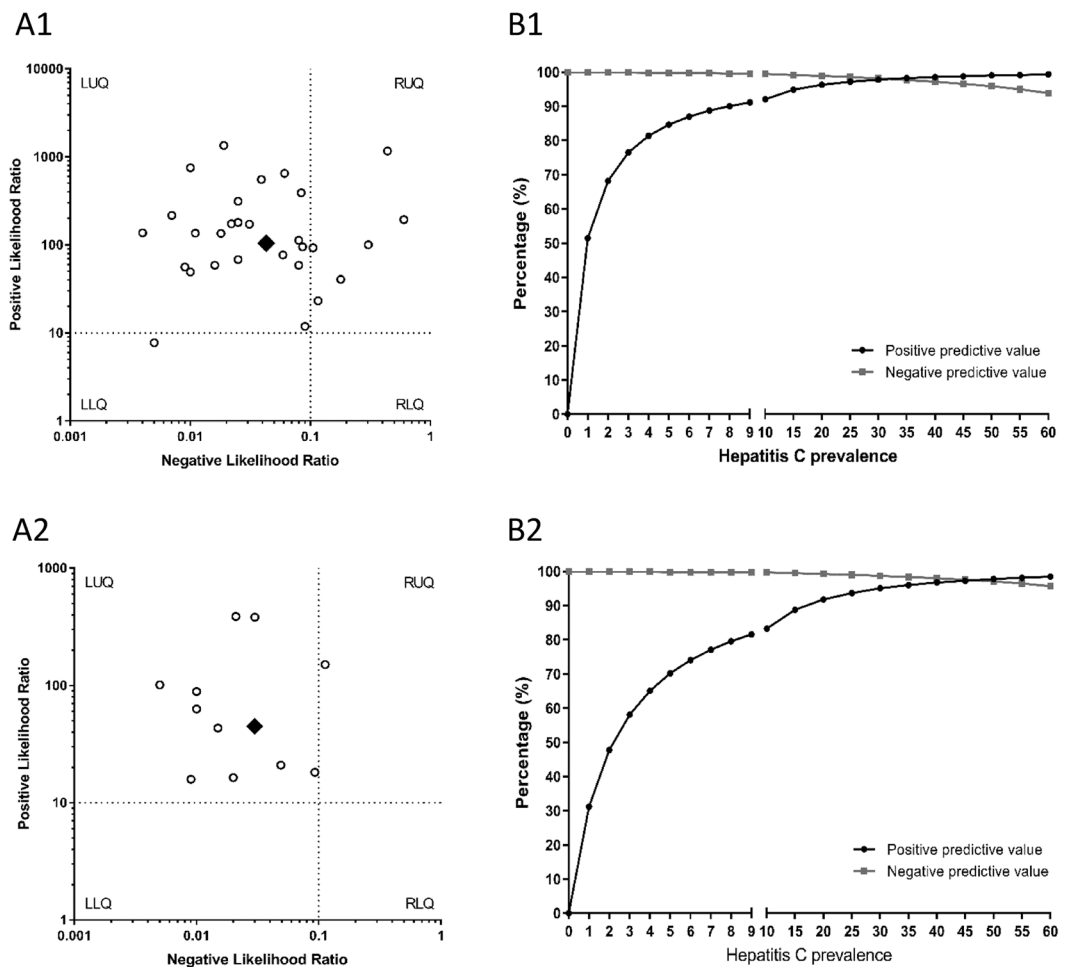 A1
LUQ
RUQ
LLQ
RLQ
10000
1000
100
10
1
0.001
0.01
0.1
1
Positive Likelihood Ratio
Negative Likelihood Ratio
B1
100
90
80
70
60
50
40
30
20
10
0
Percentage (%)
Positive predictive value
Negative predictive value
0 1 2 3 4 5 6 7 8 9 10 15 20 25 30 35 40 45 50 55 60
Hepatitis C prevalence
A2
LUQ
RUQ
LLQ
RLQ
1000
100
10
1
0.001
0.01
0.1
1
Positive Likelihood Ratio
Negative Likelihood Ratio
B2
100
90
80
70
60
50
40
30
20
10
0
Percentage (%)
Positive predictive value
Negative predictive value
0 1 2 3 4 5 6 7 8 9 10 15 20 25 30 35 40 45 50 55 60
Hepatitis C prevalence